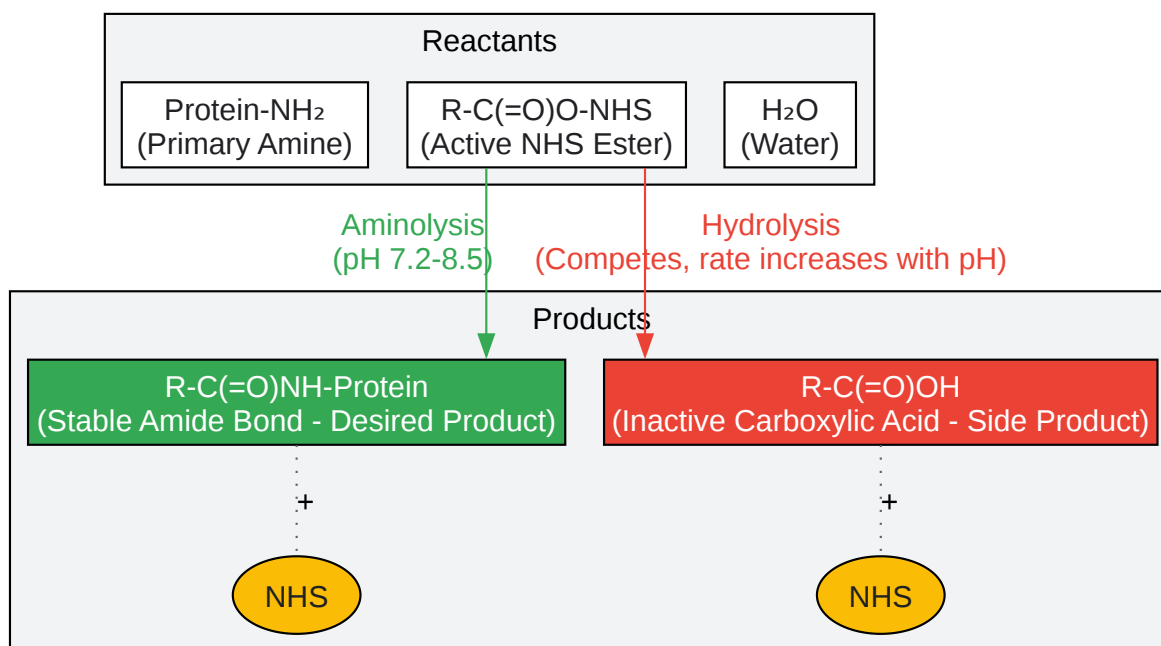 Reactants
Protein-NH₂
(Primary Amine)
R-C(=O)O-NHS
(Active NHS Ester)
H₂O
(Water)
Aminolysis
(pH 7.2-8.5)
Hydrolysis
(Competes, rate increases with pH)
Products
R-C(=O)NH-Protein
(Stable Amide Bond - Desired Product)
R-C(=O)OH
(Inactive Carboxylic Acid - Side Product)
+
+
NHS
NHS